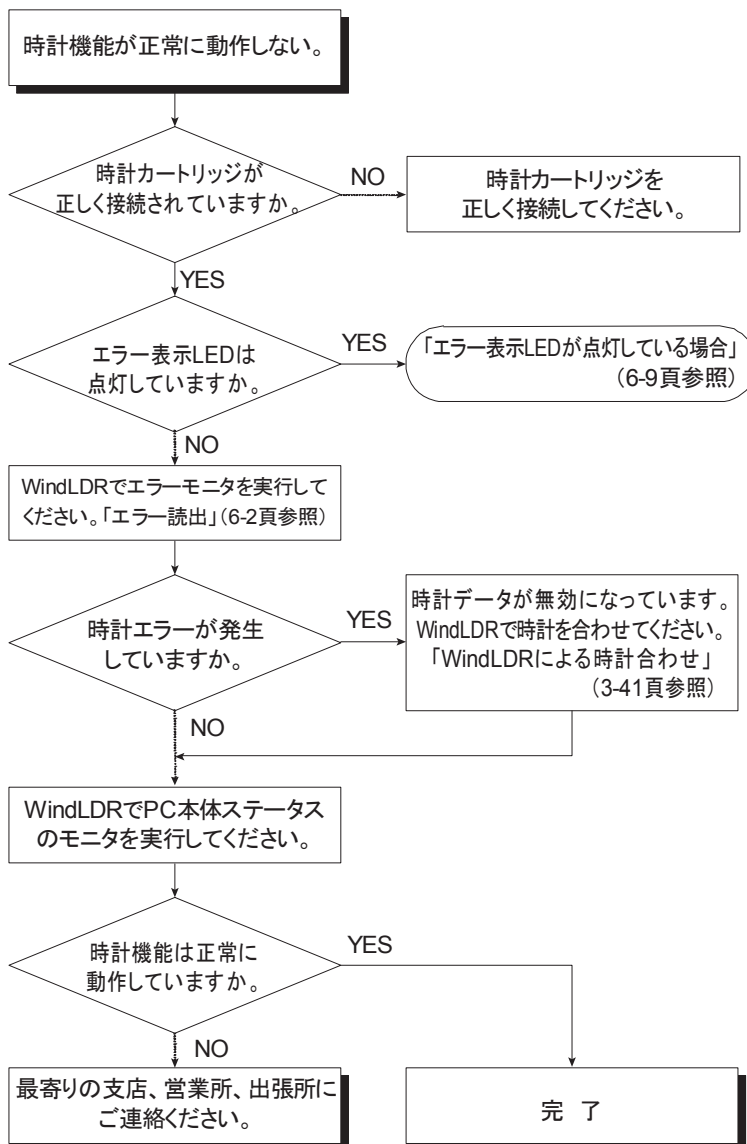 時計機能が正常に動作しない。
時計カートリッジが
正しく接続されていますか。
NO
時計カートリッジを
正しく接続してください。
YES
エラー表示LEDは
点灯していますか。
YES
「エラー表示LEDが点灯している場合」
(6-9頁参照)
NO
WindLDRでエラーモニタを実行して
ください。「エラー読出」(6-2頁参照)
時計エラーが発生
していますか。
YES
時計データが無効になっています。
WindLDRで時計を合わせてください。
「WindLDRによる時計合わせ」
(3-41頁参照)
NO
WindLDRでPC本体ステータス
のモニタを実行してください。
時計機能は正常に
動作していますか。
YES
NO
最寄りの支店、営業所、出張所に
ご連絡ください。
完 了